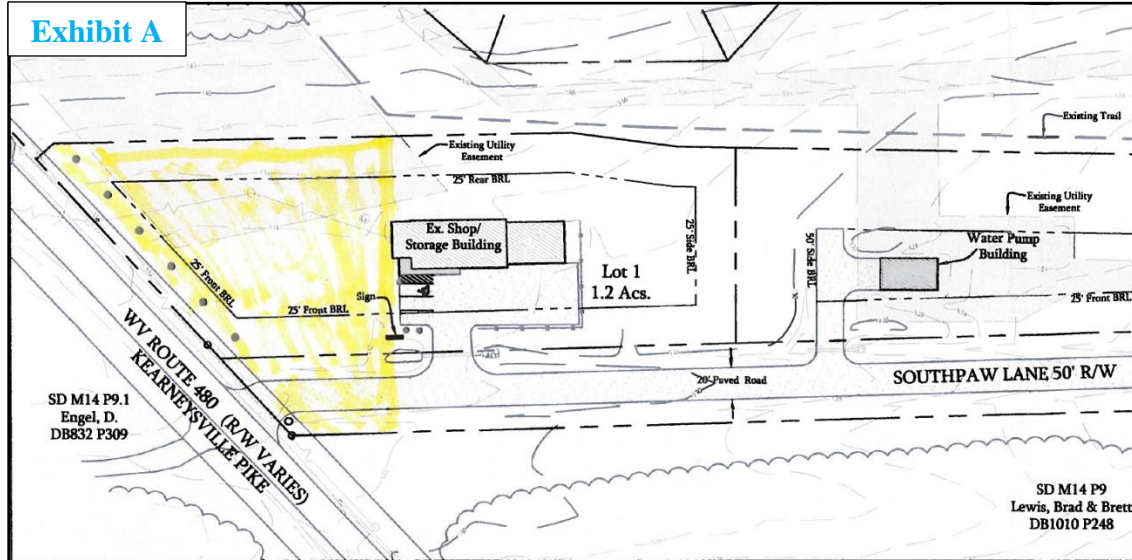 Exhibit A
Existing Trail
Existing Utility
Easement
25' Rear BRL
Existing Utility
Easement
Ex. Shop/
Storage Building
25' Side BRL
50' Side BRL
Water Pump
Building
Lot 1
1.2 Acs.
25' Front BRL
25' Front BRL
Sign
25' Front BRL
WV ROUTE 480 (R/W VARIES)
KEARNEYSVILLE PIKE
20' Paved Road
SOUTHPAW LANE 50' R/W
SD M14 P9.1
Engel, D.
DB832 P309
SD M14 P9
Lewis, Brad & Brett
DB1010 P248